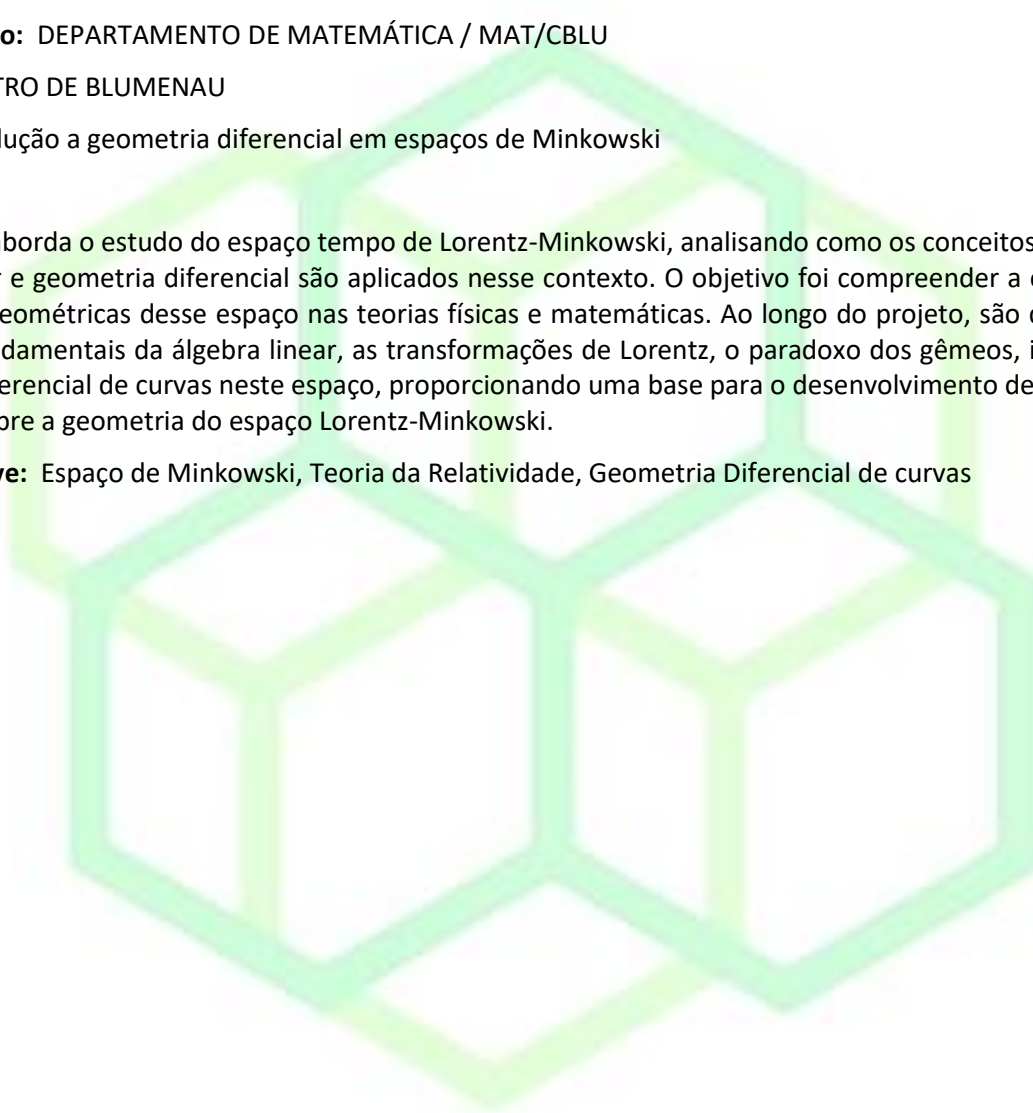 o: DEPARTAMENTO DE MATEMÁTICA / MAT/CBLU
TRO DE BLUMENAU
lução a geometria diferencial em espaços de Minkowski
borda o estudo do espaço tempo de Lorentz-Minkowski, analisando como os conceitos
r e geometria diferencial são aplicados nesse contexto. O objetivo foi compreender a
eométricas desse espaço nas teorias físicas e matemáticas. Ao longo do projeto, são
damentais da álgebra linear, as transformações de Lorentz, o paradoxo dos gêmeos, i
erencial de curvas neste espaço, proporcionando uma base para o desenvolvimento de
bre a geometria do espaço Lorentz-Minkowski.
ve: Espaço de Minkowski, Teoria da Relatividade, Geometria Diferencial de curvas